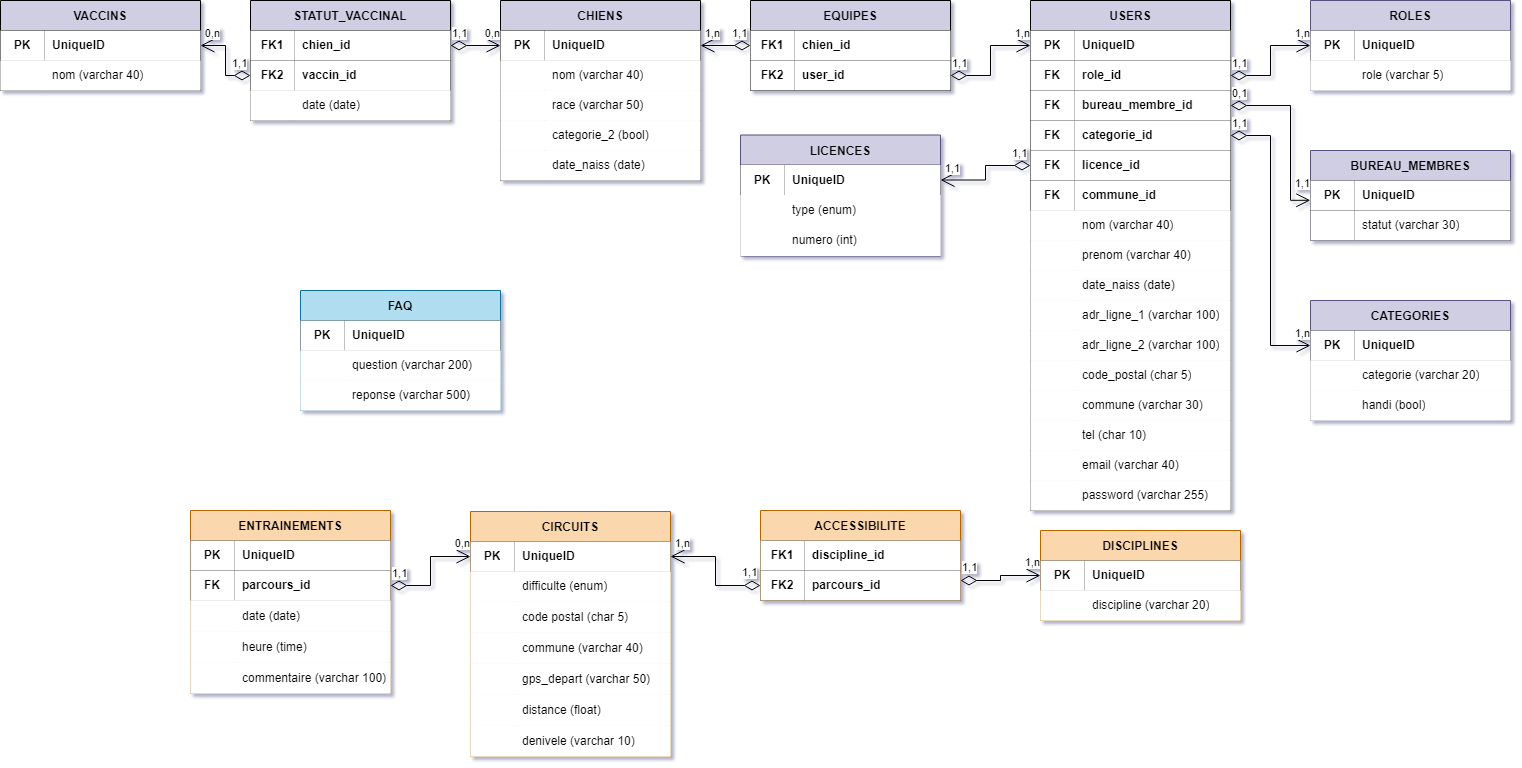 VACCINS
PK UniqueID
nom (varchar 40)
0,n
1,1
STATUT_VACCINAL
FK1 chien_id
FK2 vaccin_id
date (date)
1,1
0,n
CHIENS
PK UniqueID
nom (varchar 40)
race (varchar 50)
categorie_2 (bool)
date_naiss (date)
1,n
1,1
EQUIPES
FK1 chien_id
FK2 user_id
1,1
1,n
USERS
PK UniqueID
FK role_id
FK bureau_membre_id
FK categorie_id
FK licence_id
FK commune_id
nom (varchar 40)
prenom (varchar 40)
date_naiss (date)
adr_ligne_1 (varchar 100)
adr_ligne_2 (varchar 100)
code_postal (char 5)
commune (varchar 30)
tel (char 10)
email (varchar 40)
password (varchar 255)
1,1
1,n
0,1
1,1
1,1
1,n
ROLES
PK UniqueID
role (varchar 5)
LICENCES
PK UniqueID
type (enum)
numero (int)
1,1
1,1
BUREAU_MEMBRES
PK UniqueID
statut (varchar 30)
CATEGORIES
PK UniqueID
categorie (varchar 20)
handi (bool)
FAQ
PK UniqueID
question (varchar 200)
reponse (varchar 500)
ENTRAINEMENTS
PK UniqueID
FK parcours_id
date (date)
heure (time)
commentaire (varchar 100)
1,1
0,n
CIRCUITS
PK UniqueID
difficulte (enum)
code postal (char 5)
commune (varchar 40)
gps_depart (varchar 50)
distance (float)
denivele (varchar 10)
1,n
1,1
ACCESSIBILITE
FK1 discipline_id
FK2 parcours_id
1,1
1,n
DISCIPLINES
PK UniqueID
discipline (varchar 20)